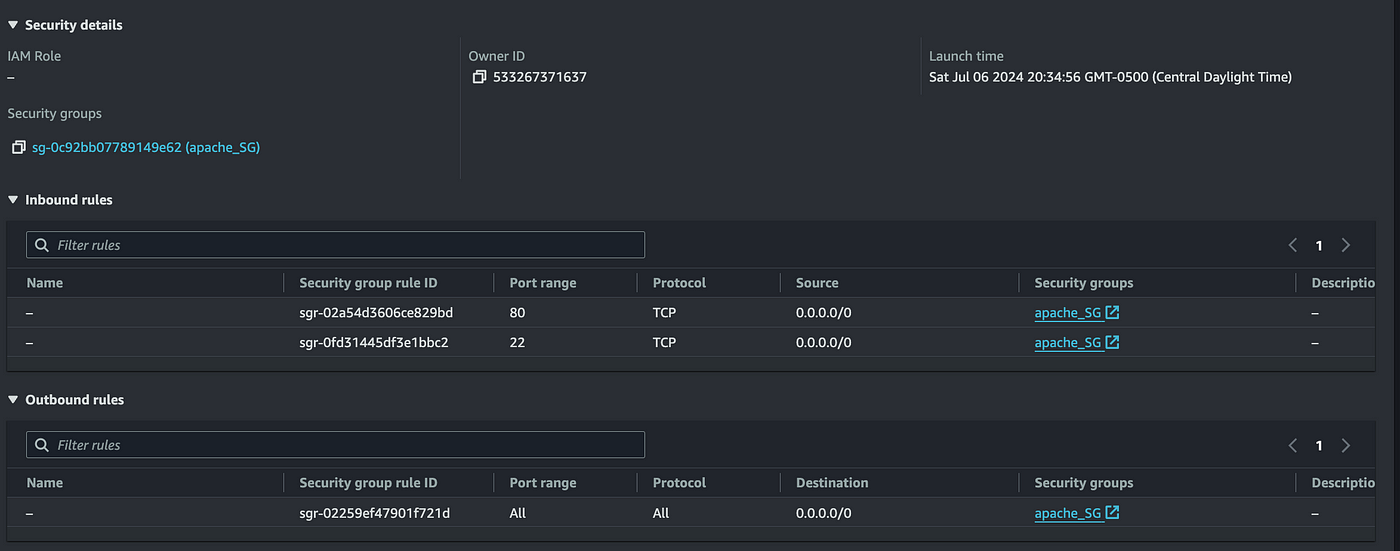 Security details
IAM Role
–
Owner ID
533267371637
Launch time
Sat Jul 06 2024 20:34:56 GMT-0500 (Central Daylight Time)
Security groups
sg-0c92bb07789149e62 (apache_SG)
Inbound rules
Filter rules
1
Name Security group rule ID Port range Protocol Source Security groups Descriptio
– sgr-02a54d3606ce829bd 80 TCP 0.0.0.0/0 apache_SG –
– sgr-0fd31445df3e1bbc2 22 TCP 0.0.0.0/0 apache_SG –
Outbound rules
Filter rules
1
Name Security group rule ID Port range Protocol Destination Security groups Descriptio
– sgr-02259ef47901f721d All All 0.0.0.0/0 apache_SG –